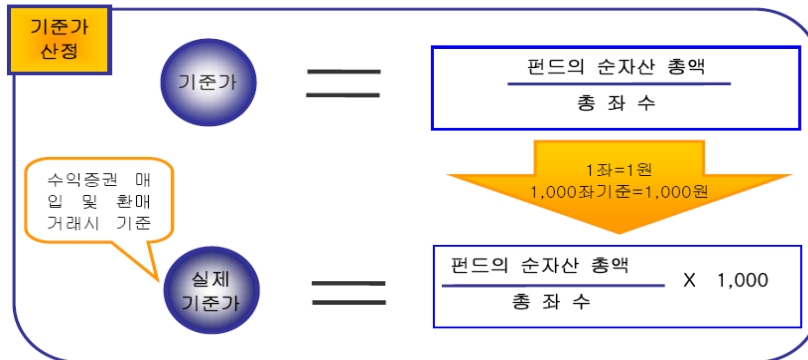 기준가
산정
기준가
펀드의 순자산 총액
총 좌 수
1좌=1원
1,000좌기준=1,000원
수익증권 매
입 및 환매
거래시 기준
실제
기준가
펀드의 순자산 총액
X 1,000
총 좌 수